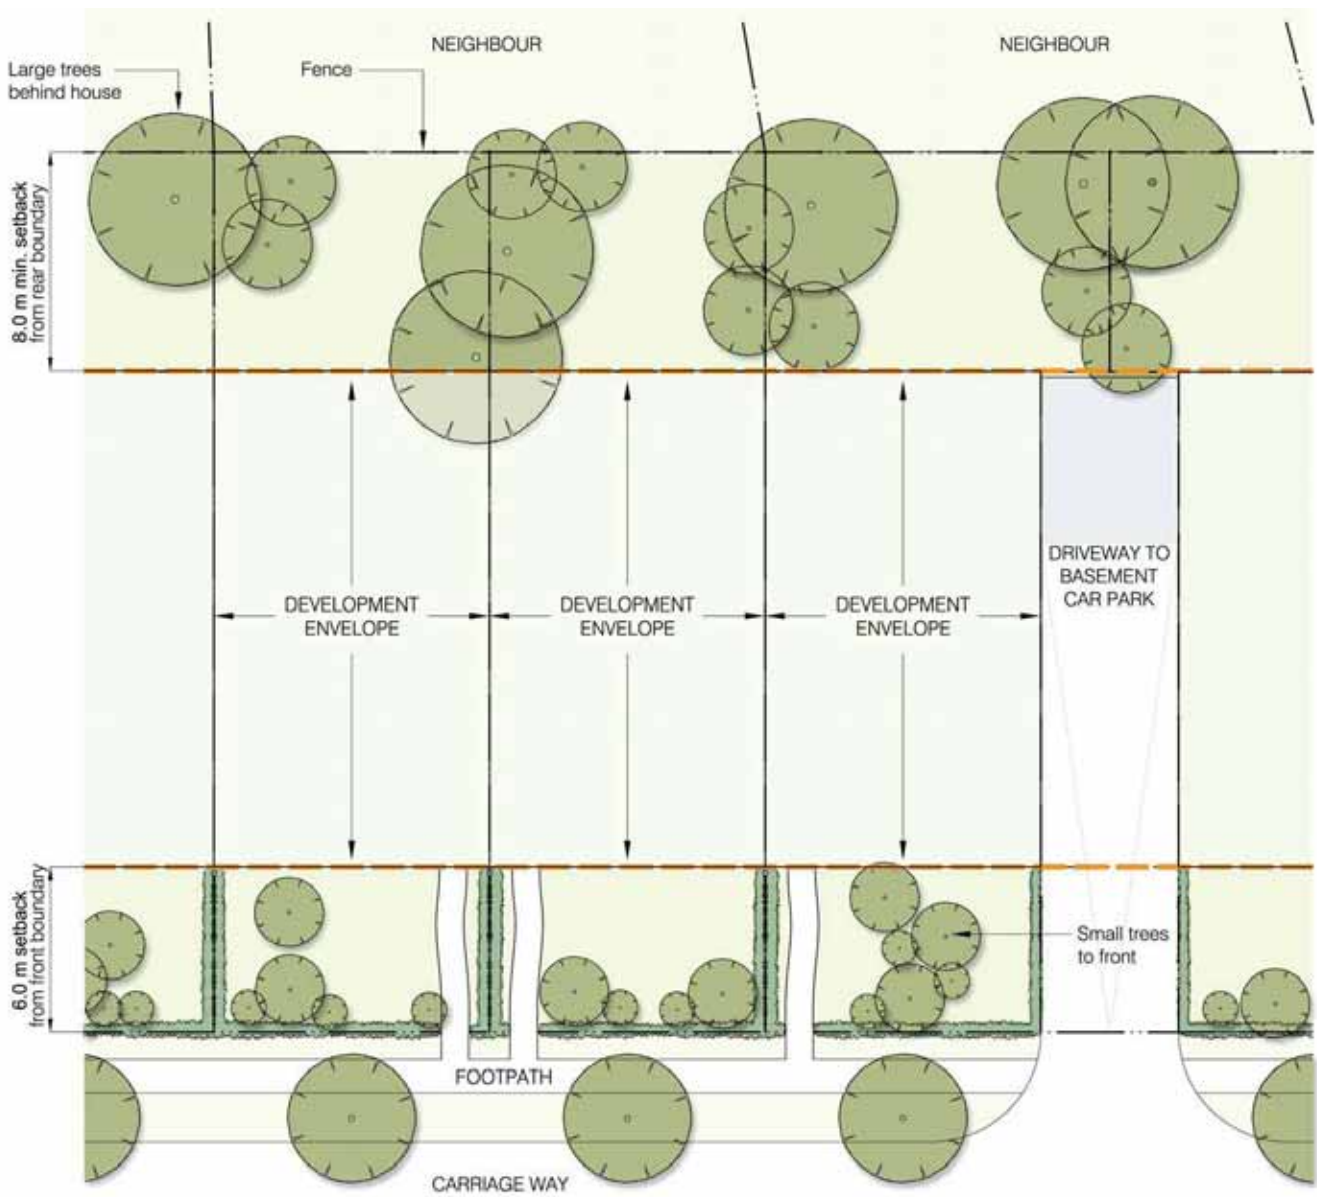 NEIGHBOUR
NEIGHBOUR
Large trees
behind house
Fence
8.0 m min. setback
from rear boundary
DRIVEWAY TO
BASEMENT
CAR PARK
DEVELOPMENT
ENVELOPE
DEVELOPMENT
ENVELOPE
DEVELOPMENT
ENVELOPE
6.0 m setback
from front boundary
Small trees
to front
FOOTPATH
CARRIAGE WAY